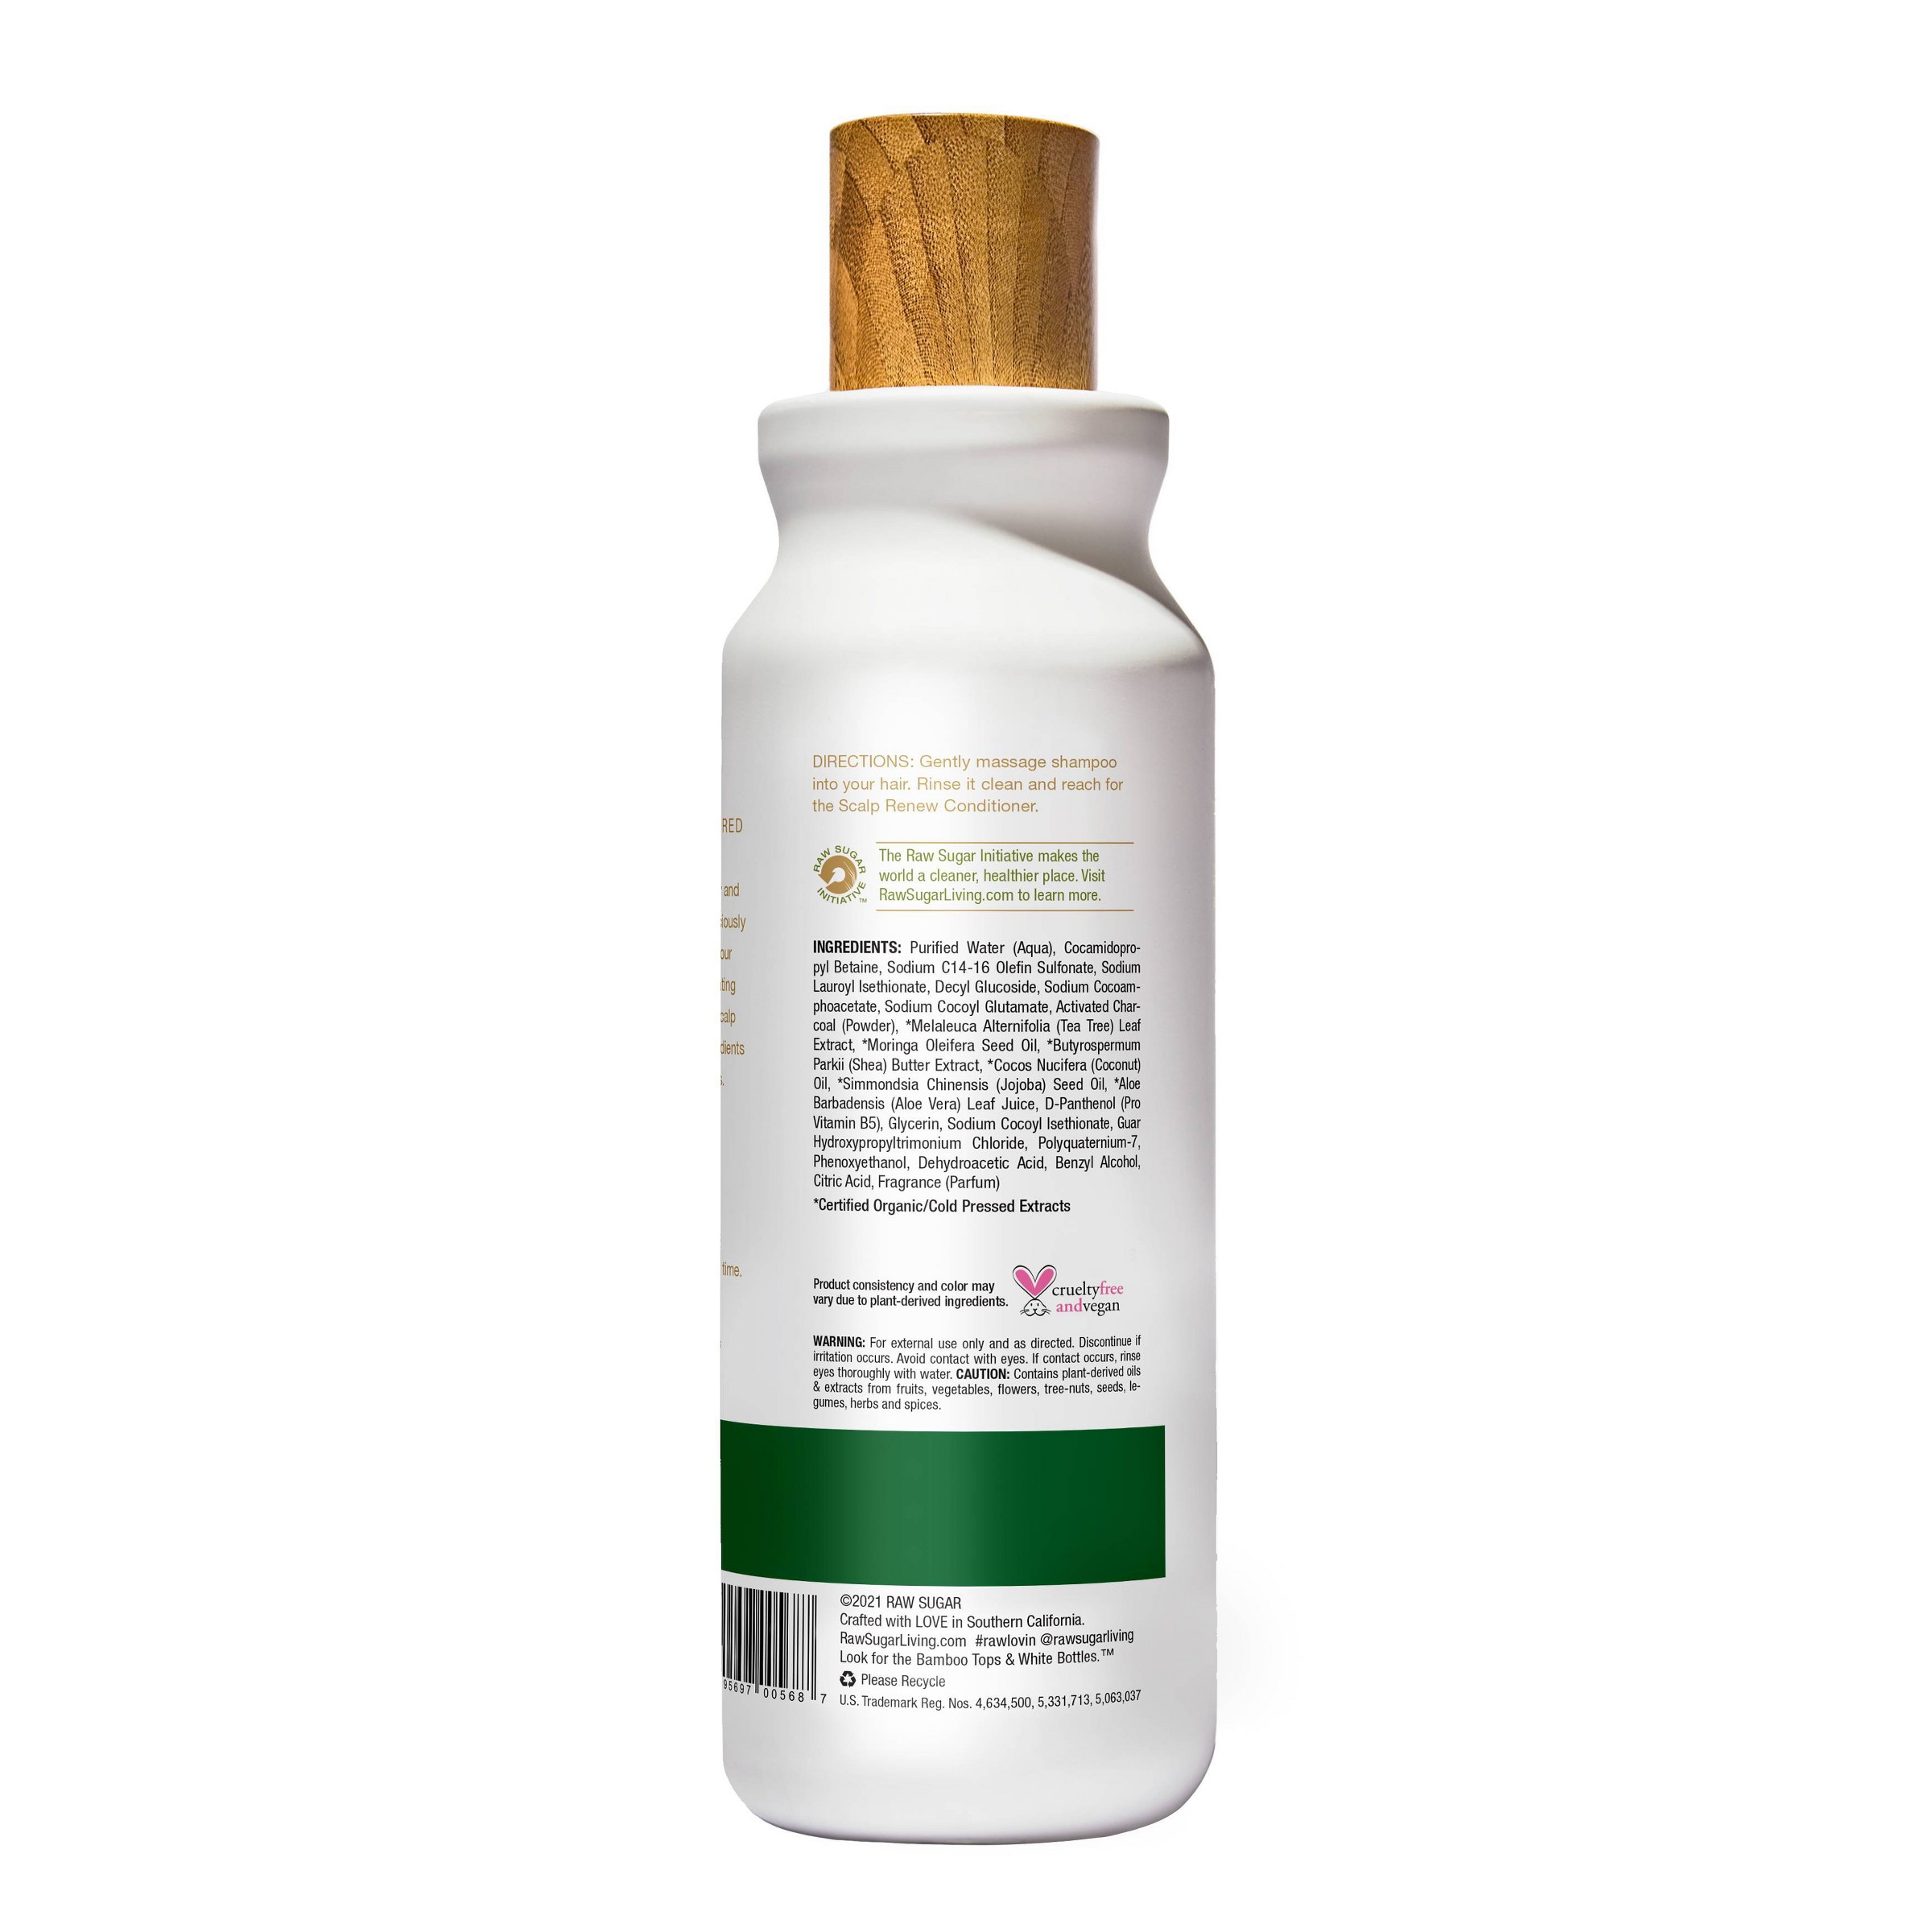 RED
and
iously
our
ting
calp
dients
s.
time.
DIRECTIONS: Gently massage shampoo
into your hair. Rinse it clean and reach for
the Scalp Renew Conditioner.
RAW SUGAR
INITIATIVE™
The Raw Sugar Initiative makes the
world a cleaner, healthier place. Visit
RawSugarLiving.com to learn more.
INGREDIENTS: Purified Water (Aqua), Cocamidopro-
pyl Betaine, Sodium C14-16 Olefin Sulfonate, Sodium
Lauroyl Isethionate, Decyl Glucoside, Sodium Cocoam-
phoacetate, Sodium Cocoyl Glutamate, Activated Char-
coal (Powder), *Melaleuca Alternifolia (Tea Tree) Leaf
Extract, *Moringa Oleifera Seed Oil, *Butyrospermum
Parkii (Shea) Butter Extract, *Cocos Nucifera (Coconut)
Oil, *Simmondsia Chinensis (Jojoba) Seed Oil, *Aloe
Barbadensis (Aloe Vera) Leaf Juice, D-Panthenol (Pro
Vitamin B5), Glycerin, Sodium Cocoyl Isethionate, Guar
Hydroxypropyltrimonium Chloride, Polyquaternium-7,
Phenoxyethanol, Dehydroacetic Acid, Benzyl Alcohol,
Citric Acid, Fragrance (Parfum)
*Certified Organic/Cold Pressed Extracts
Product consistency and color may
vary due to plant-derived ingredients.
crueltyfree
andvegan
WARNING: For external use only and as directed. Discontinue if
irritation occurs. Avoid contact with eyes. If contact occurs, rinse
eyes thoroughly with water. CAUTION: Contains plant-derived oils
& extracts from fruits, vegetables, flowers, tree-nuts, seeds, le-
gumes, herbs and spices.
95697 00568 7
©2021 RAW SUGAR
Crafted with LOVE in Southern California.
RawSugarLiving.com #rawlovin @rawsugarliving
Look for the Bamboo Tops & White Bottles.™
Please Recycle
U.S. Trademark Reg. Nos. 4,634,500, 5,331,713, 5,063,037